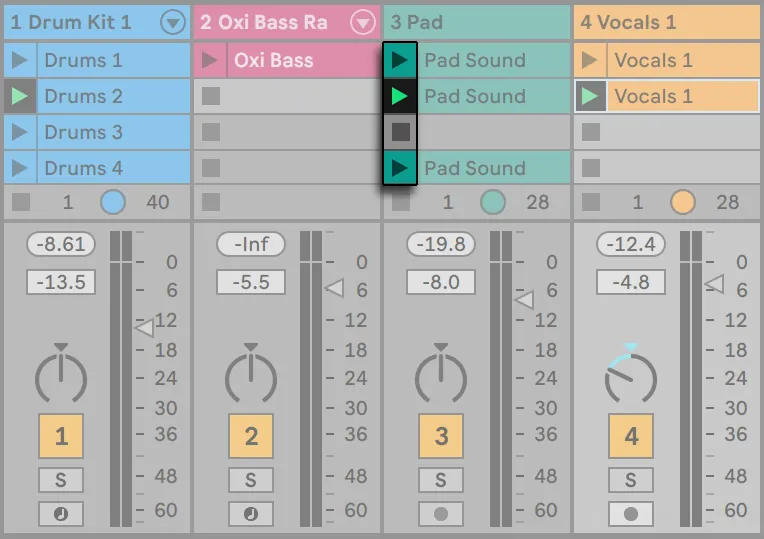 1 Drum Kit 1 2 Oxi Bass Ra 3 Pad 4 Vocals 1
Drums 1 Oxi Bass Pad Sound Vocals 1
Drums 2 Pad Sound Vocals 1
Drums 3
Drums 4 Pad Sound
1 40 1 28 1 28
-8.61 -Inf -19.8 -12.4
0 0 0 0
-13.5 -5.5 -8.0 -4.8
6 6 6 6
12 12 12 12
18 18 18 18
24 24 24 24
30 30 30 30
1 36 2 36 3 36 4 36
S 48 S 48 S 48 S 48
60 60 60 60